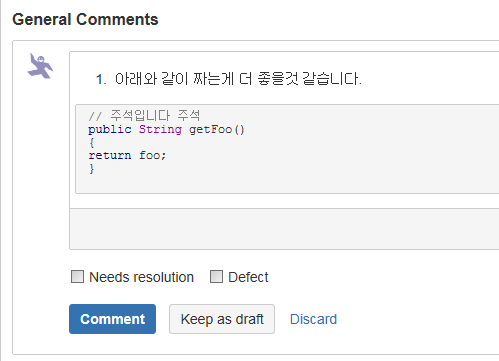 General Comments
1. 아래와 같이 짜는게 더 좋을것 같습니다.
// 주석입니다 주석
public String getFoo()
{
return foo;
}
Needs resolution Defect
Comment Keep as draft Discard